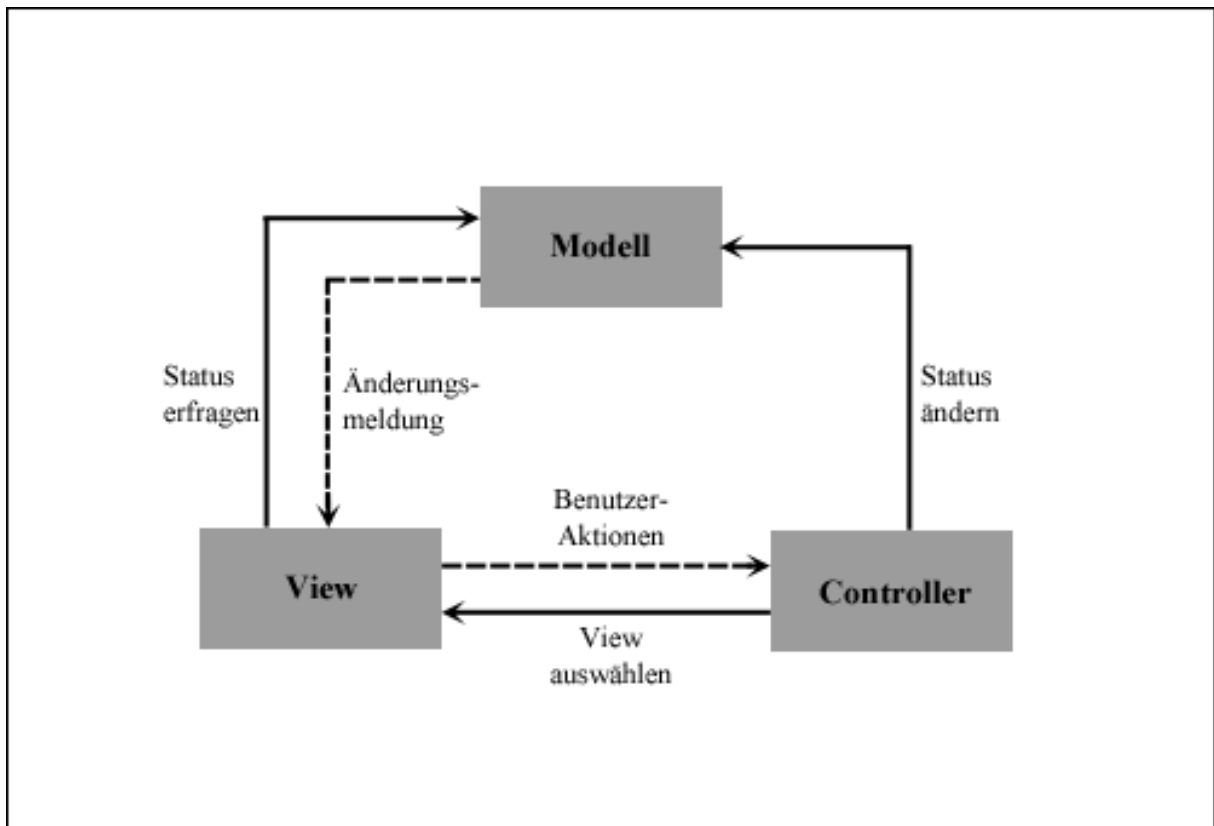 Modell
Status
erfragen
Änderungs-
meldung
Status
ändern
Benutzer-
Aktionen
View
Controller
View
auswählen